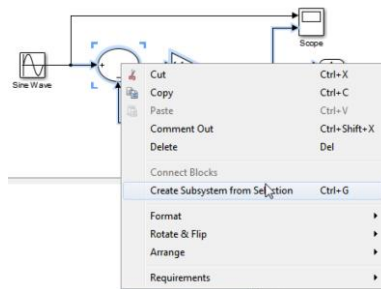 Scope
Sine Wave
Cut Ctrl+X
Copy Ctrl+C
Paste Ctrl+V
Comment Out Ctrl+Shift+X
Delete Del
Connect Blocks
Create Subsystem from Selection Ctrl+G
Format
Rotate & Flip
Arrange
Requirements